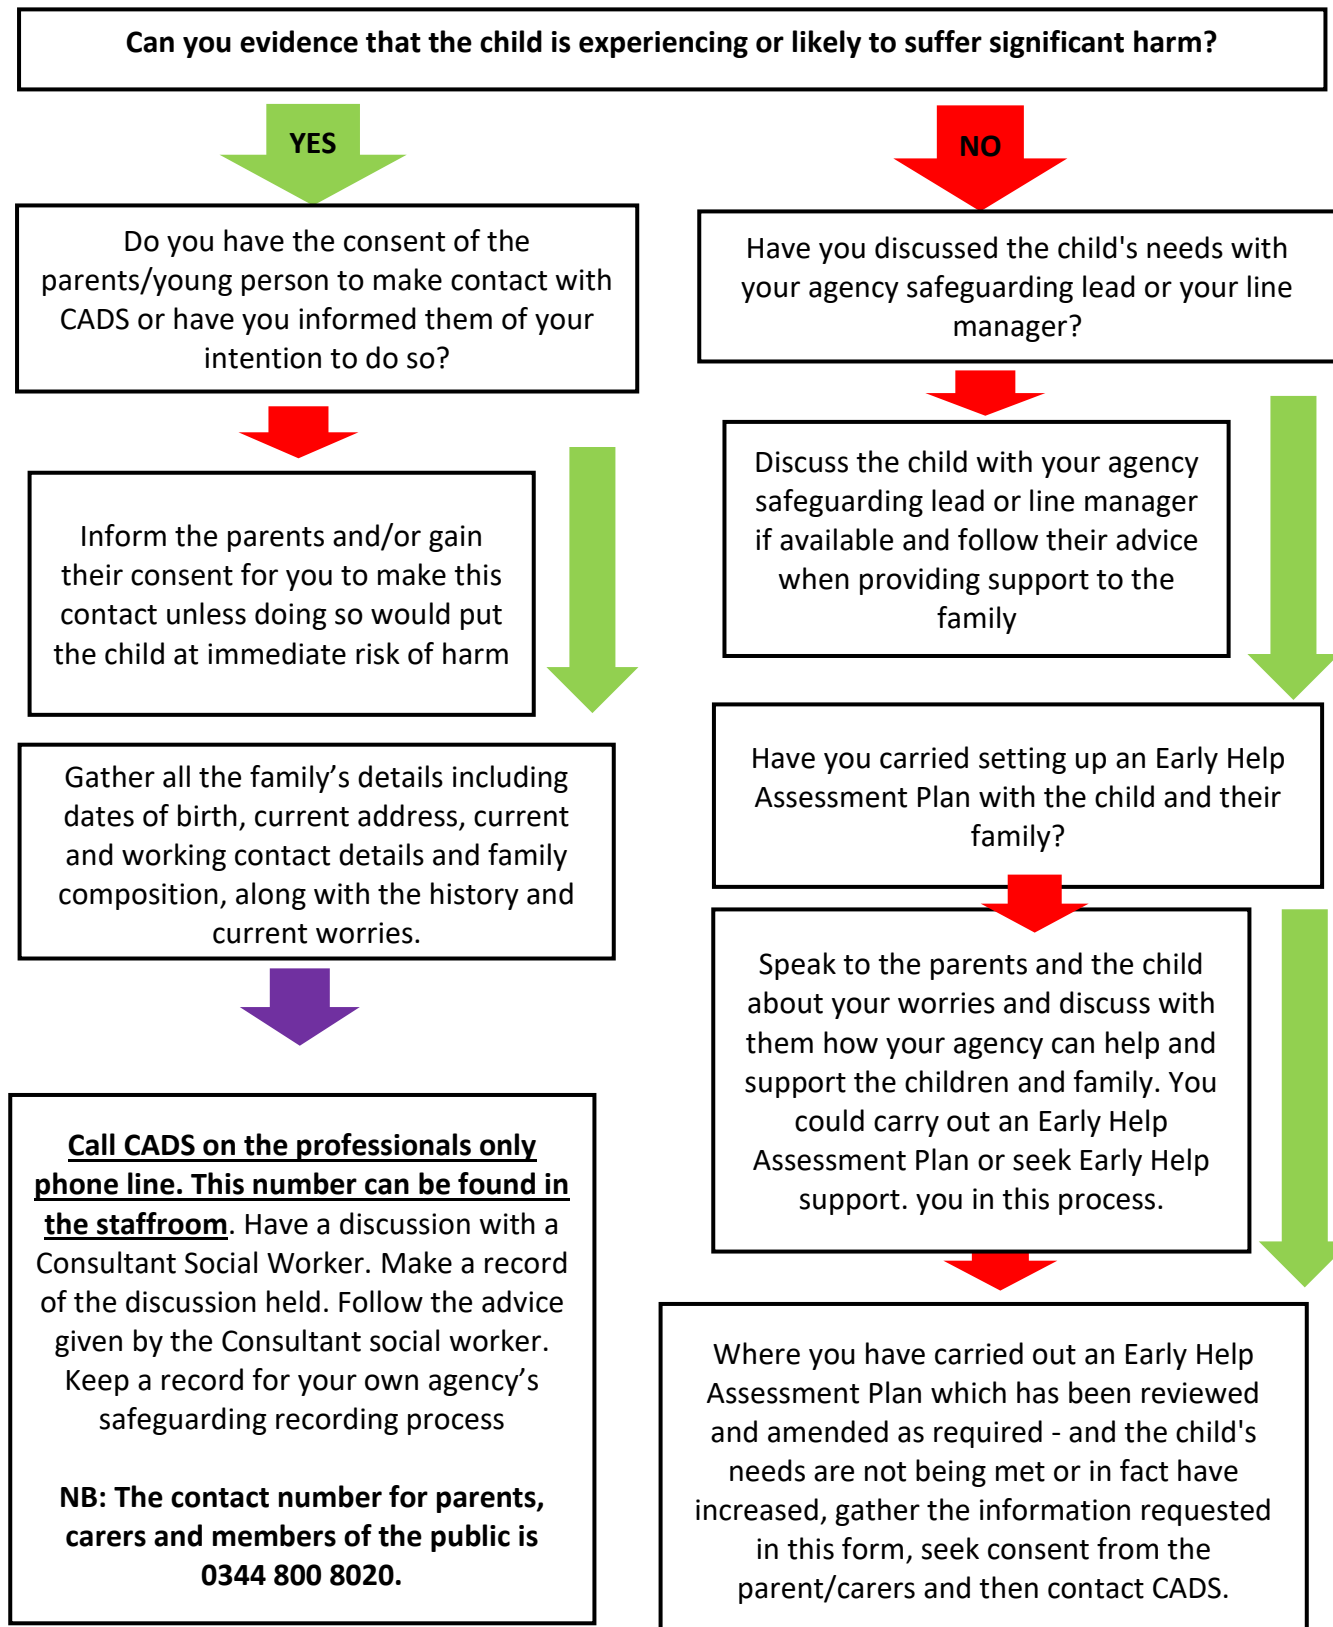 Can you evidence that the child is experiencing or likely to suffer significant harm?
YES
NO
Do you have the consent of the
parents/young person to make contact with
CADS or have you informed them of your
intention to do so?
Inform the parents and/or gain
their consent for you to make this
contact unless doing so would put
the child at immediate risk of harm
Gather all the family’s details including
dates of birth, current address, current
and working contact details and family
composition, along with the history and
current worries.
Call CADS on the professionals only
phone line. This number can be found in
the staffroom. Have a discussion with a
Consultant Social Worker. Make a record
of the discussion held. Follow the advice
given by the Consultant social worker.
Keep a record for your own agency’s
safeguarding recording process
NB: The contact number for parents,
carers and members of the public is
0344 800 8020.
Have you discussed the child's needs with
your agency safeguarding lead or your line
manager?
Discuss the child with your agency
safeguarding lead or line manager
if available and follow their advice
when providing support to the
family
Have you carried setting up an Early Help
Assessment Plan with the child and their
family?
Speak to the parents and the child
about your worries and discuss with
them how your agency can help and
support the children and family. You
could carry out an Early Help
Assessment Plan or seek Early Help
support. you in this process.
Where you have carried out an Early Help
Assessment Plan which has been reviewed
and amended as required - and the child's
needs are not being met or in fact have
increased, gather the information requested
in this form, seek consent from the
parent/carers and then contact CADS.